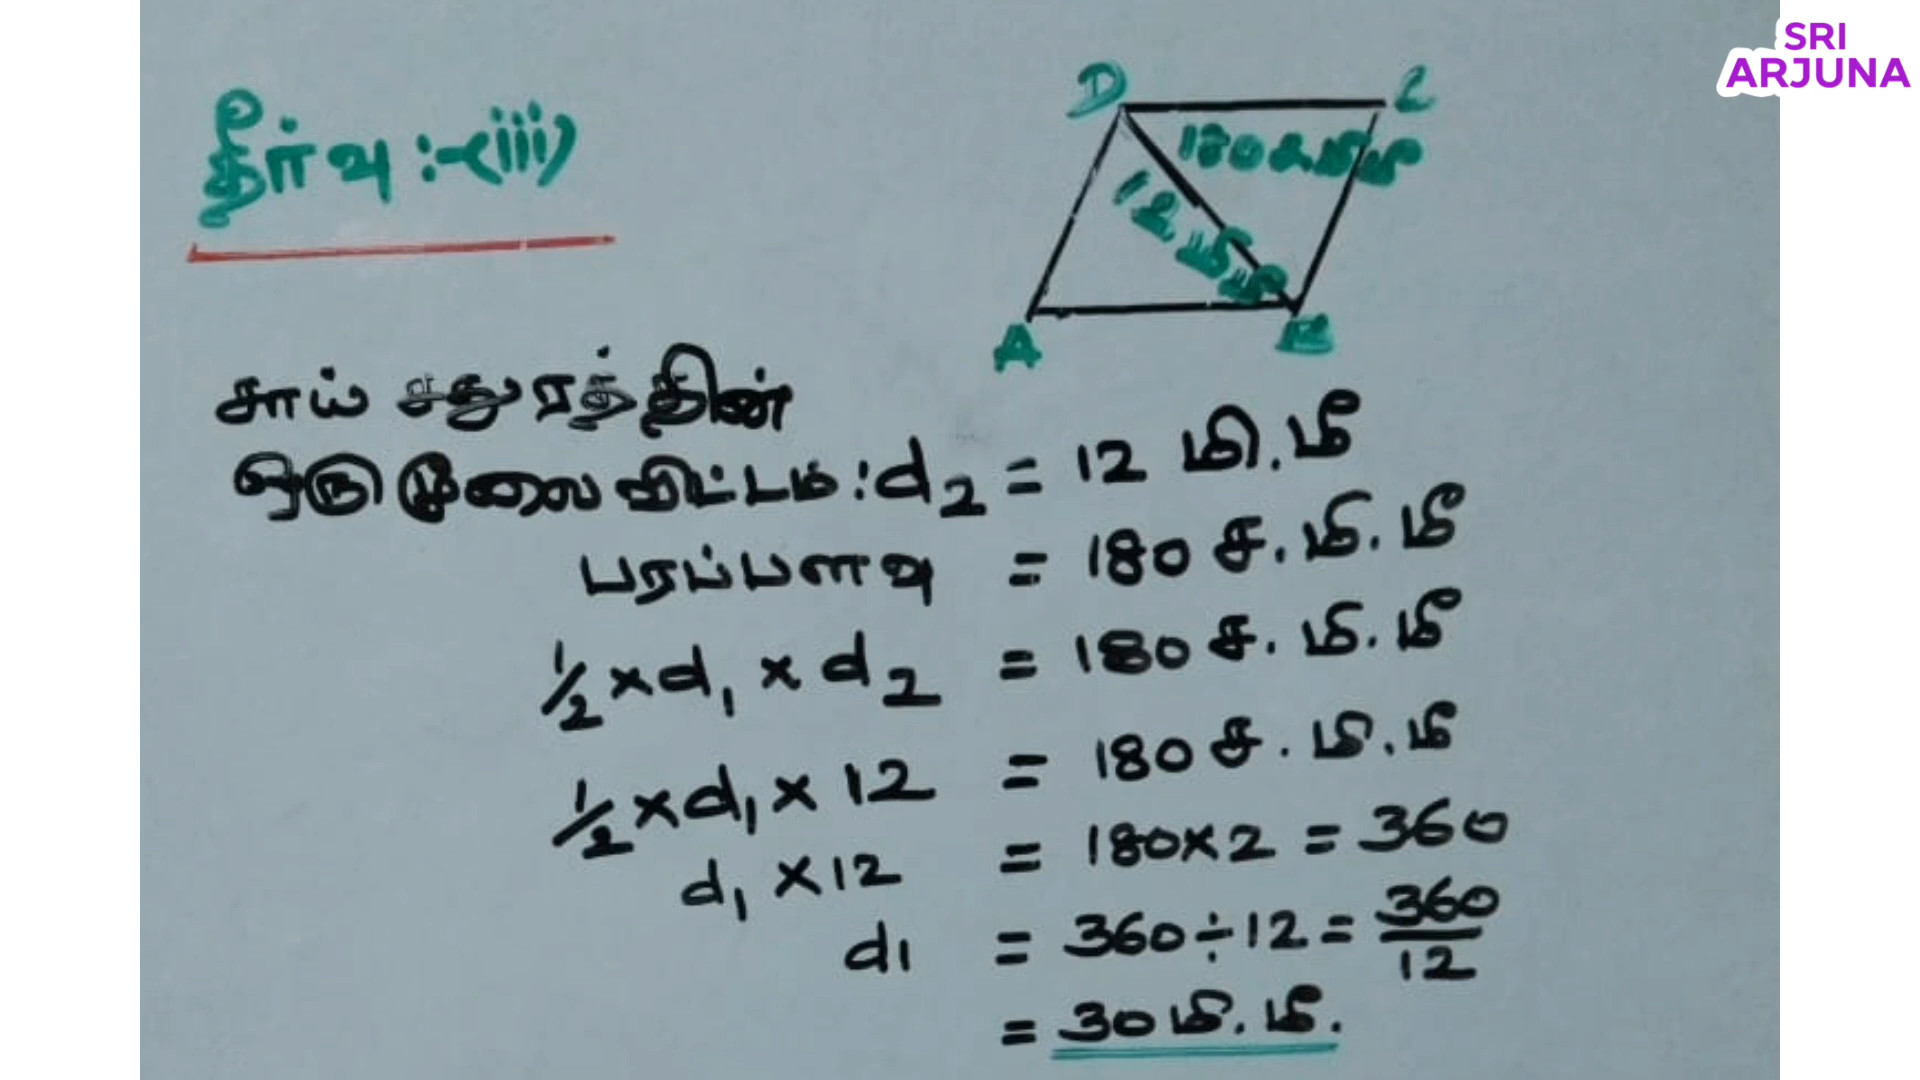 SRI
ARJUNA
தீர்வு :-(iii)
D
C
180 ச.மி.மீ
12 மி.மீ
A
B
சாய் சதுரத்தின்
ஒரு மூலை விட்டம் : d₂ = 12 மி.மீ
பரப்பளவு = 180 ச.மி.மீ
½ × d₁ × d₂ = 180 ச.மி.மீ
½ × d₁ × 12 = 180 ச.மி.மீ
d₁ × 12 = 180×2 = 360
d₁ = 360 ÷ 12 = 360/12
= 30 மி.மீ.